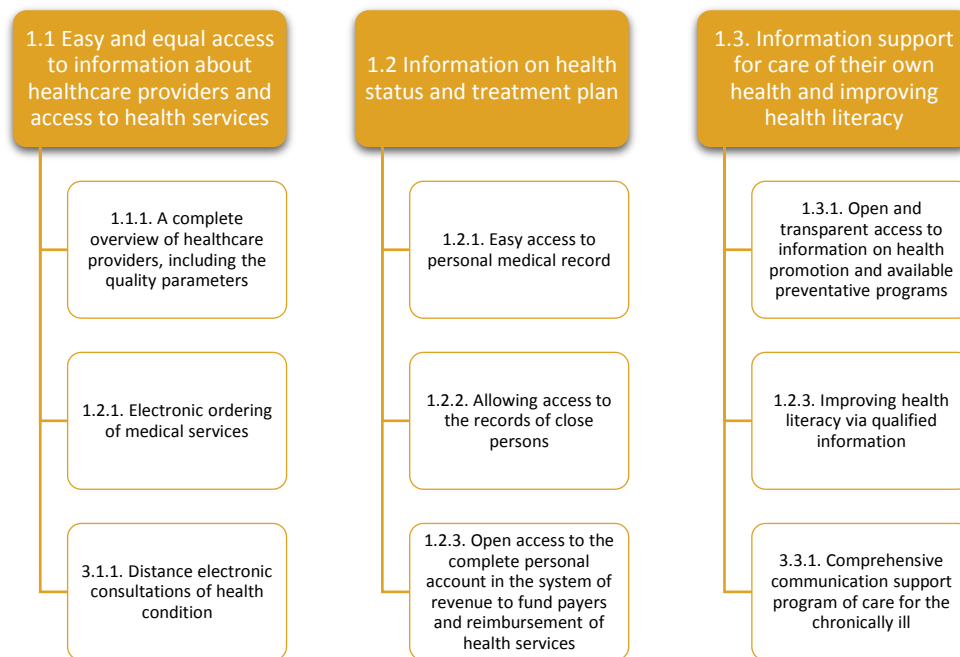 1.1 Easy and equal access
to information about
healthcare providers and
access to health services
1.1.1. A complete
overview of healthcare
providers, including the
quality parameters
1.2.1. Electronic ordering
of medical services
3.1.1. Distance electronic
consultations of health
condition
1.2 Information on health
status and treatment plan
1.2.1. Easy access to
personal medical record
1.2.2. Allowing access to
the records of close
persons
1.2.3. Open access to the
complete personal
account in the system of
revenue to fund payers
and reimbursement of
health services
1.3. Information support
for care of their own
health and improving
health literacy
1.3.1. Open and
transparent access to
information on health
promotion and available
preventative programs
1.2.3. Improving health
literacy via qualified
information
3.3.1. Comprehensive
communication support
program of care for the
chronically ill